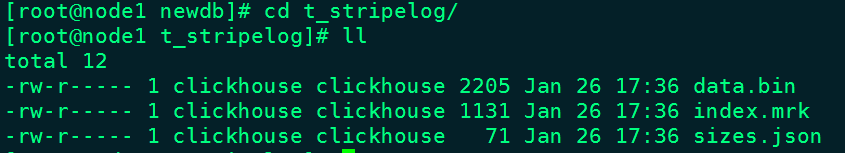 [root@node1 newdb]# cd t_stripelog/
[root@node1 t_stripelog]# ll
total 12
-rw-r----- 1 clickhouse clickhouse 2205 Jan 26 17:36 data.bin
-rw-r----- 1 clickhouse clickhouse 1131 Jan 26 17:36 index.mrk
-rw-r----- 1 clickhouse clickhouse   71 Jan 26 17:36 sizes.json